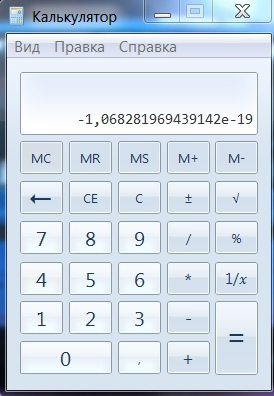 Калькулятор
Вид Правка Справка
-1,068281969439142e-19
MC MR MS M+ M-
← CE C ± √
7 8 9 / %
4 5 6 * 1/x
1 2 3 - =
0 , +